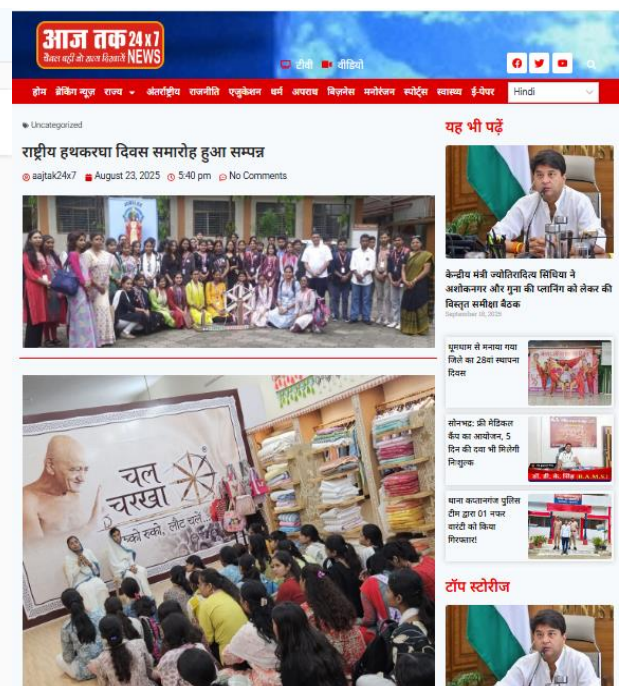 आज तक 24x7
चैनल वही जो सत्य दिखायें NEWS
टीवी वीडियो
होम ब्रेकिंग न्यूज़ राज्य अंतर्राष्ट्रीय राजनीति एजुकेशन धर्म अपराध बिज़नेस मनोरंजन स्पोर्ट्स स्वास्थ्य ई-पेपर Hindi
Uncategorized
राष्ट्रीय हथकरघा दिवस समारोह हुआ सम्पन्न
aajtak24x7 August 23, 2025 5:40 pm No Comments
चल
चरखा
रुको रुको, लौट चलें
यह भी पढ़ें
केन्द्रीय मंत्री ज्योतिरादित्य सिंधिया ने
अशोकनगर और गुना की प्लानिंग को लेकर की
विस्तृत समीक्षा बैठक
September 10, 2025
धूमधाम से मनाया गया
जिले का 28वां स्थापना
दिवस
सोनभद्र: फ्री मेडिकल
कैंप का आयोजन, 5
दिन की दवा भी मिलेगी
निःशुल्क
डॉ. डी. के. सिंह (B.A.M.S.)
थाना कप्तानगंज पुलिस
टीम द्वारा 01 नफर
वारंटी को किया
गिरफ्तार!
टॉप स्टोरीज